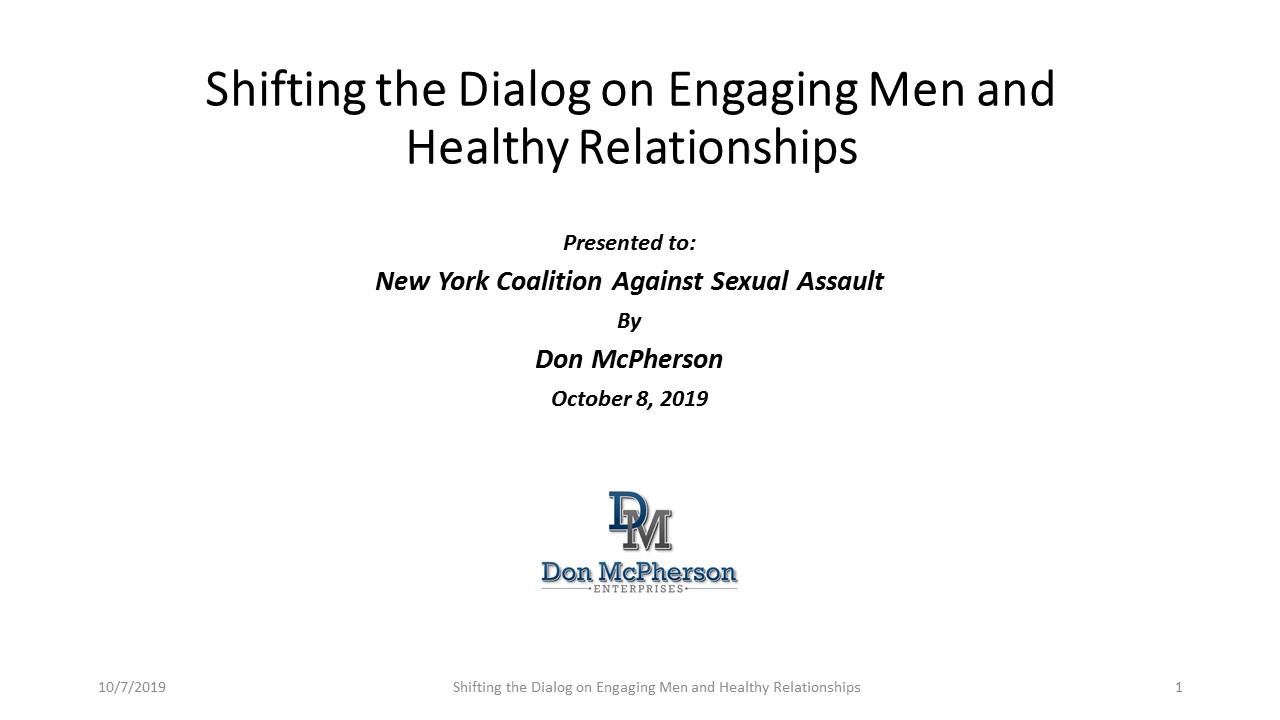 Shifting the Dialog on Engaging Men and
Healthy Relationships
Presented to:
New York Coalition Against Sexual Assault
By
Don McPherson
October 8, 2019
DM
Don McPherson
ENTERPRISES
10/7/2019
Shifting the Dialog on Engaging Men and Healthy Relationships
1